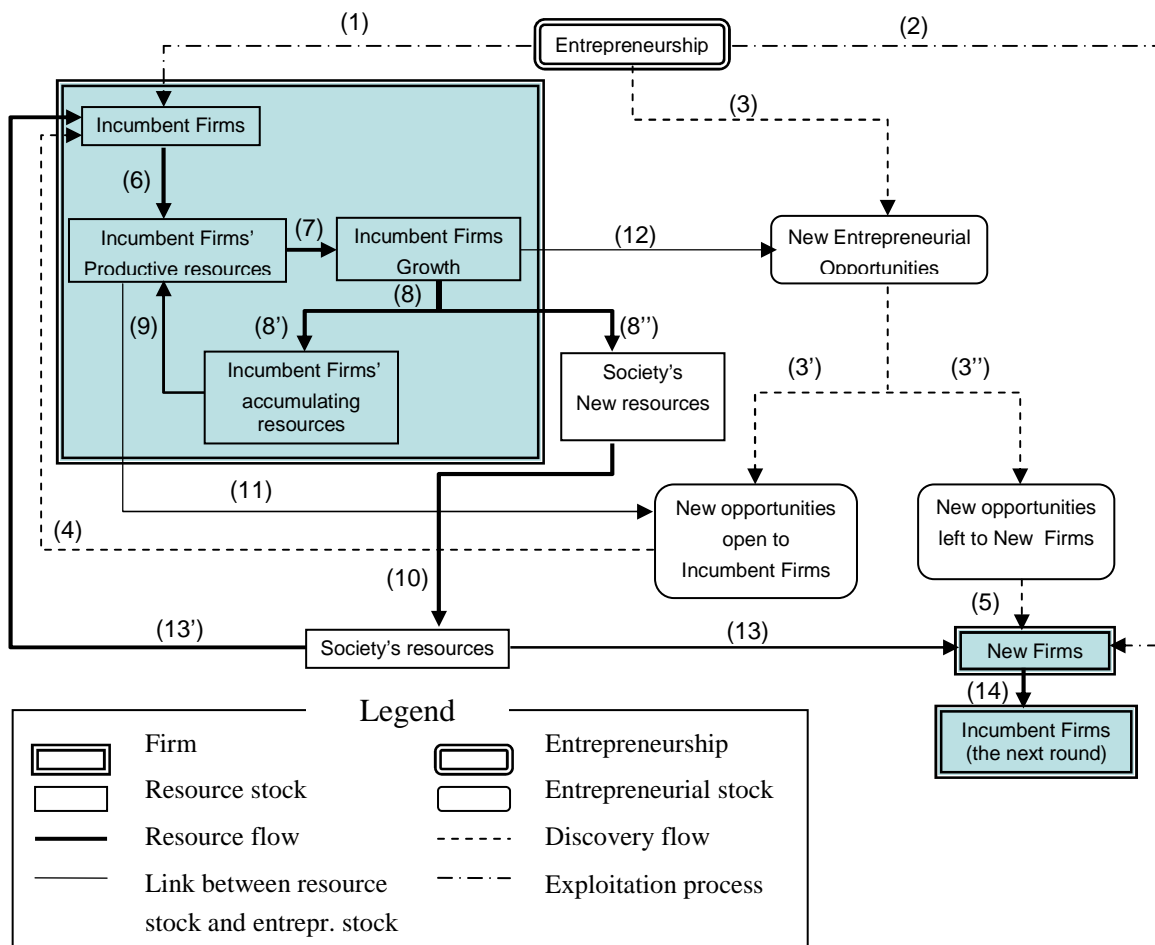 (1)
Entrepreneurship
(2)
(3)
Incumbent Firms
(6)
Incumbent Firms'
Productive resources
(7)
Incumbent Firms
Growth
(12)
New Entrepreneurial
Opportunities
(8)
(9)
(8')
(8'')
Incumbent Firms'
accumulating
resources
Society's
New resources
(3')
(3'')
(11)
(4)
New opportunities
open to
Incumbent Firms
New opportunities
left to New Firms
(10)
(5)
(13')
Society's resources
(13)
New Firms
(14)
Incumbent Firms
(the next round)
Legend
Firm
Resource stock
Resource flow
Link between resource
stock and entrepr. stock
Entrepreneurship
Entrepreneurial stock
Discovery flow
Exploitation process